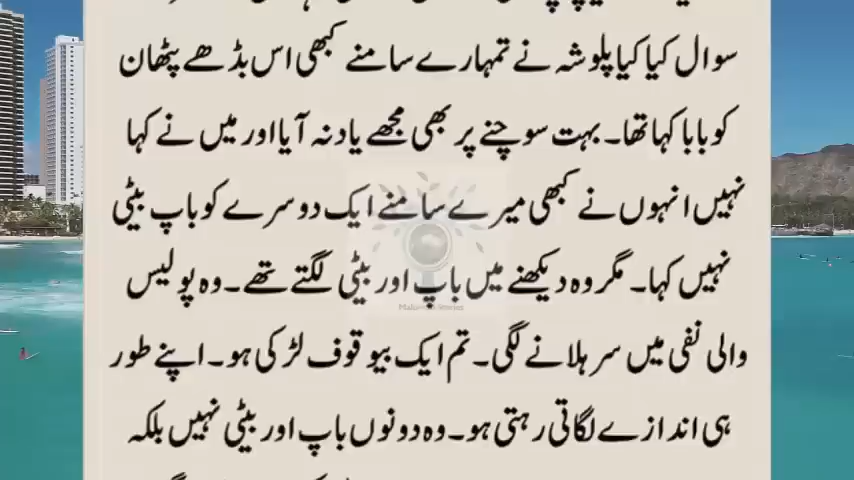 سوال کیا کیا پلوشہ نے تمہارے سامنے کبھی اس بڈھے پٹھان
کو بابا کہا تھا۔ بہت سوچنے پر بھی مجھے یاد نہ آیا اور میں نے کہا
نہیں انہوں نے کبھی میرے سامنے ایک دوسرے کو باپ بیٹی
نہیں کہا۔ مگر وہ دیکھنے میں باپ اور بیٹی لگتے تھے۔ وہ پولیس
والی نفی میں سر ہلانے لگی۔ تم ایک بیوقوف لڑکی ہو۔ اپنے طور
ہی اندازے لگاتی رہتی ہو۔ وہ دونوں باپ اور بیٹی نہیں بلکہ